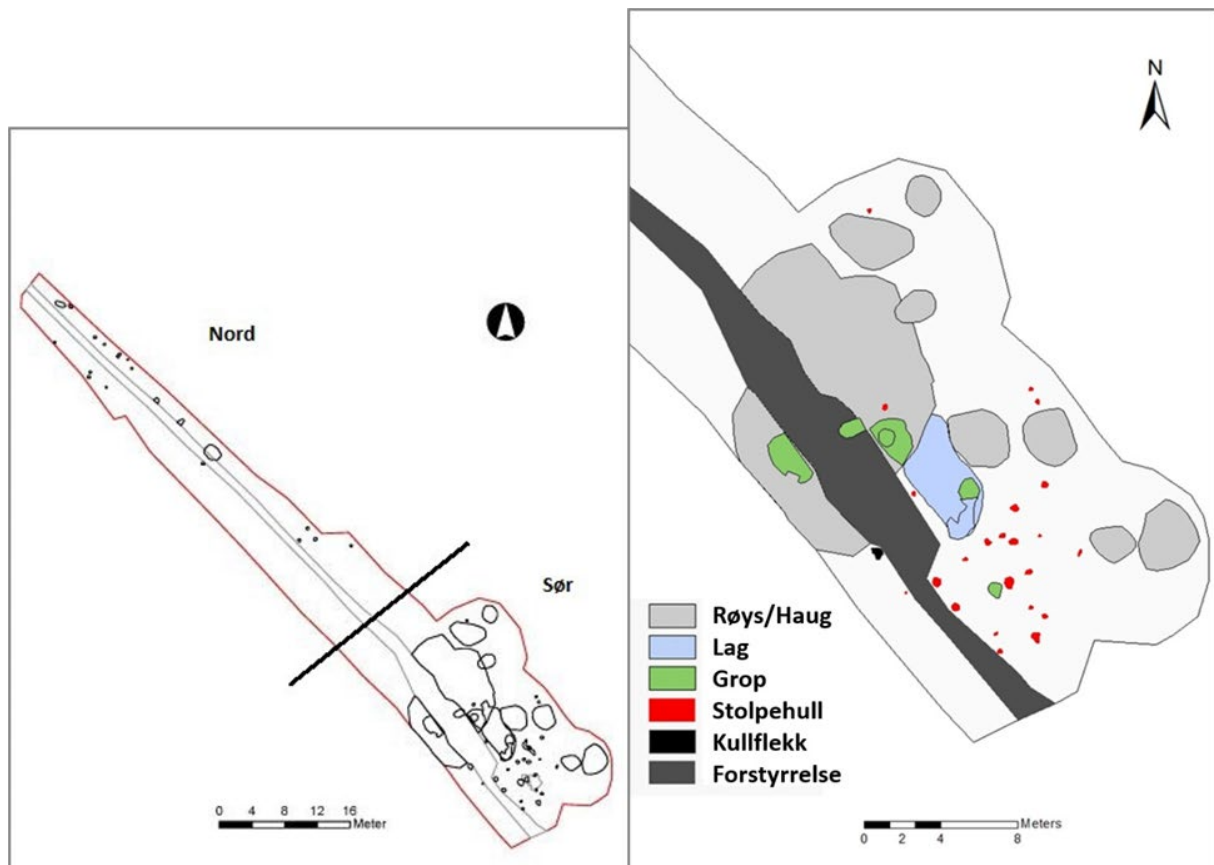 Nord
Sør
0 4 8 12 16
Meter
N
Røys/Haug
Lag
Grop
Stolpehull
Kullflekk
Forstyrrelse
0 2 4 8
Meters